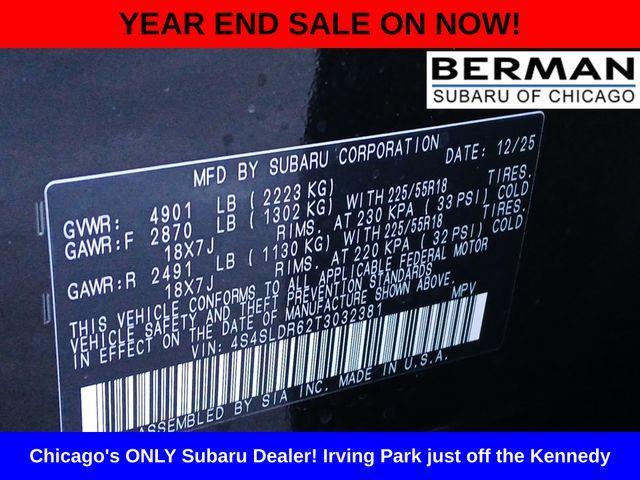 YEAR END SALE ON NOW!
BERMAN
SUBARU OF CHICAGO
MFD BY SUBARU CORPORATION DATE: 12/25
GVWR: 4901 LB (2223 KG)
GAWR:F 2870 LB (1302 KG) WITH 225/55R18 TIRES.
18X7J RIMS. AT 230 KPA (33 PSI) COLD
GAWR:R 2491 LB (1130 KG) WITH 225/55R18 TIRES.
18X7J RIMS. AT 220 KPA (32 PSI) COLD
THIS VEHICLE CONFORMS TO ALL APPLICABLE FEDERAL MOTOR
VEHICLE SAFETY AND THEFT PREVENTION STANDARDS
IN EFFECT ON THE DATE OF MANUFACTURE SHOWN ABOVE.
VIN: 4S4SLDR62T3032381 MPV
ASSEMBLED BY SIA INC. MADE IN U.S.A.
Chicago's ONLY Subaru Dealer! Irving Park just off the Kennedy